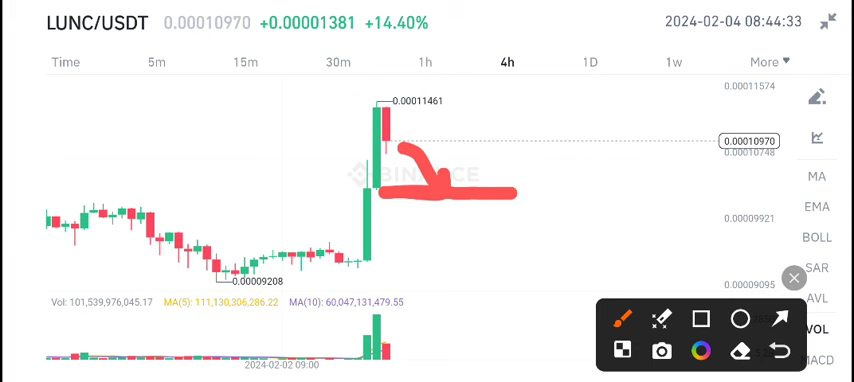 LUNC/USDT 0.00010970 +0.00001381 +14.40% 2024-02-04 08:44:33
Time 5m 15m 30m 1h 4h 1D 1w More
0.00011574
0.00011461
0.00010970
0.00010748
BINANCE
MA
EMA
0.00009921
BOLL
SAR
0.00009208
0.00009095
AVL
Vol: 101,539,976,045.17 MA(5): 111,130,306,286.22 MA(10): 60,047,131,479.55
VOL
MACD
2024-02-02 09:00